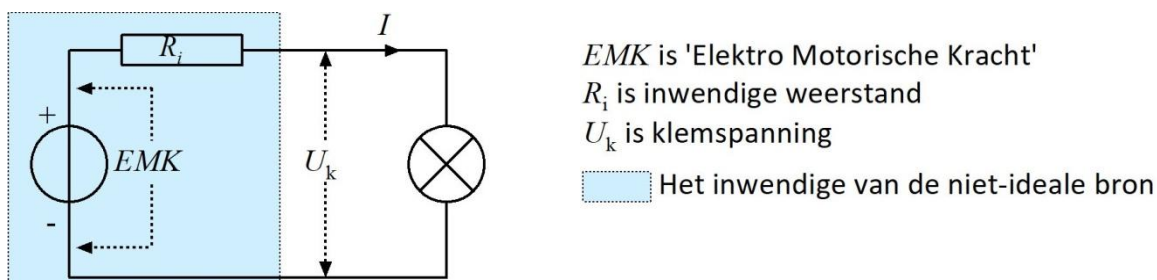 R_i
I
+
EMK
-
U_k
EMK is 'Elektro Motorische Kracht'
R_i is inwendige weerstand
U_k is klemspanning
Het inwendige van de niet-ideale bron